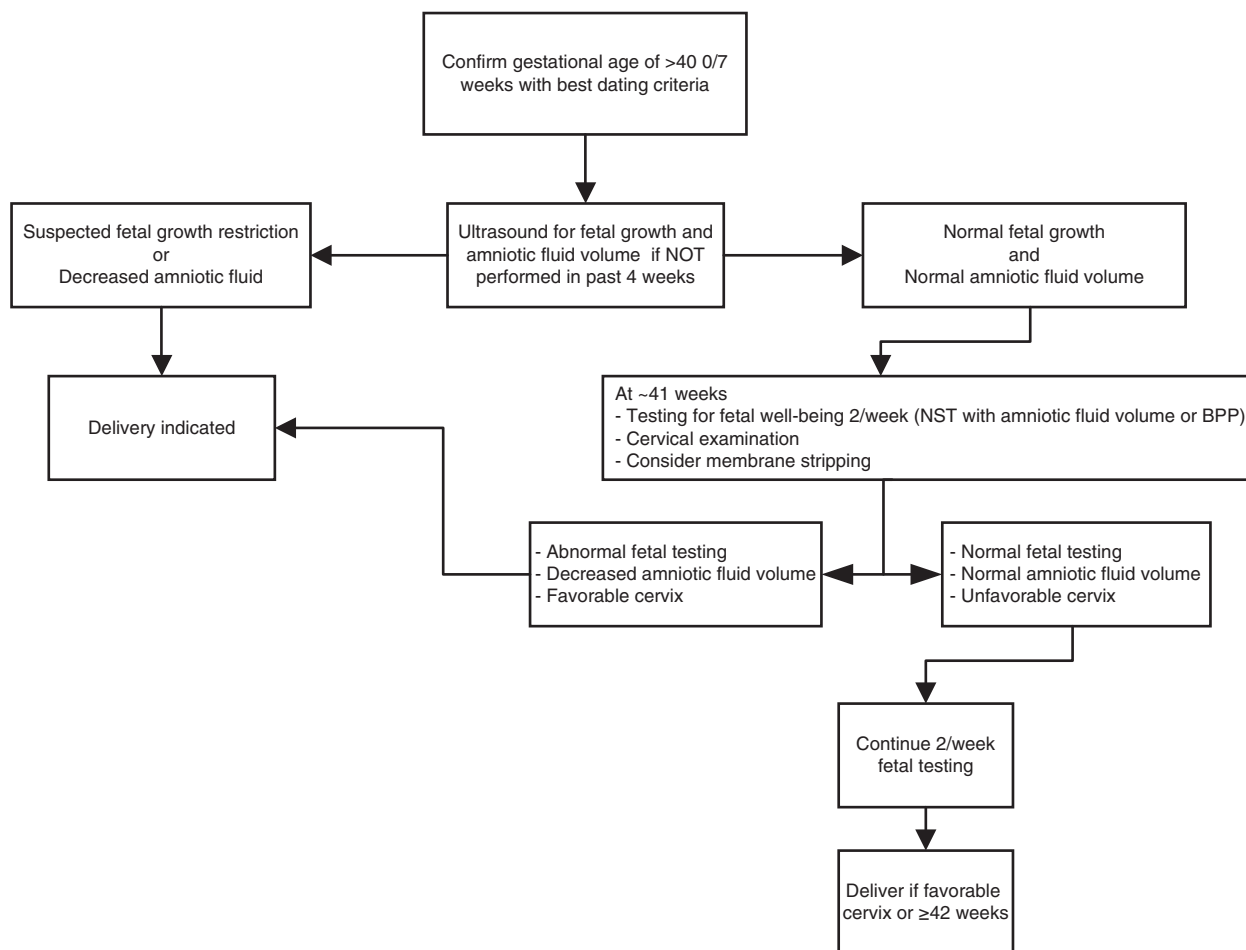 Confirm gestational age of >40 0/7
weeks with best dating criteria
Suspected fetal growth restriction
or
Decreased amniotic fluid
Ultrasound for fetal growth and
amniotic fluid volume if NOT
performed in past 4 weeks
Normal fetal growth
and
Normal amniotic fluid volume
Delivery indicated
At ~41 weeks
- Testing for fetal well-being 2/week (NST with amniotic fluid volume or BPP)
- Cervical examination
- Consider membrane stripping
- Abnormal fetal testing
- Decreased amniotic fluid volume
- Favorable cervix
- Normal fetal testing
- Normal amniotic fluid volume
- Unfavorable cervix
Continue 2/week
fetal testing
Deliver if favorable
cervix or ≥42 weeks